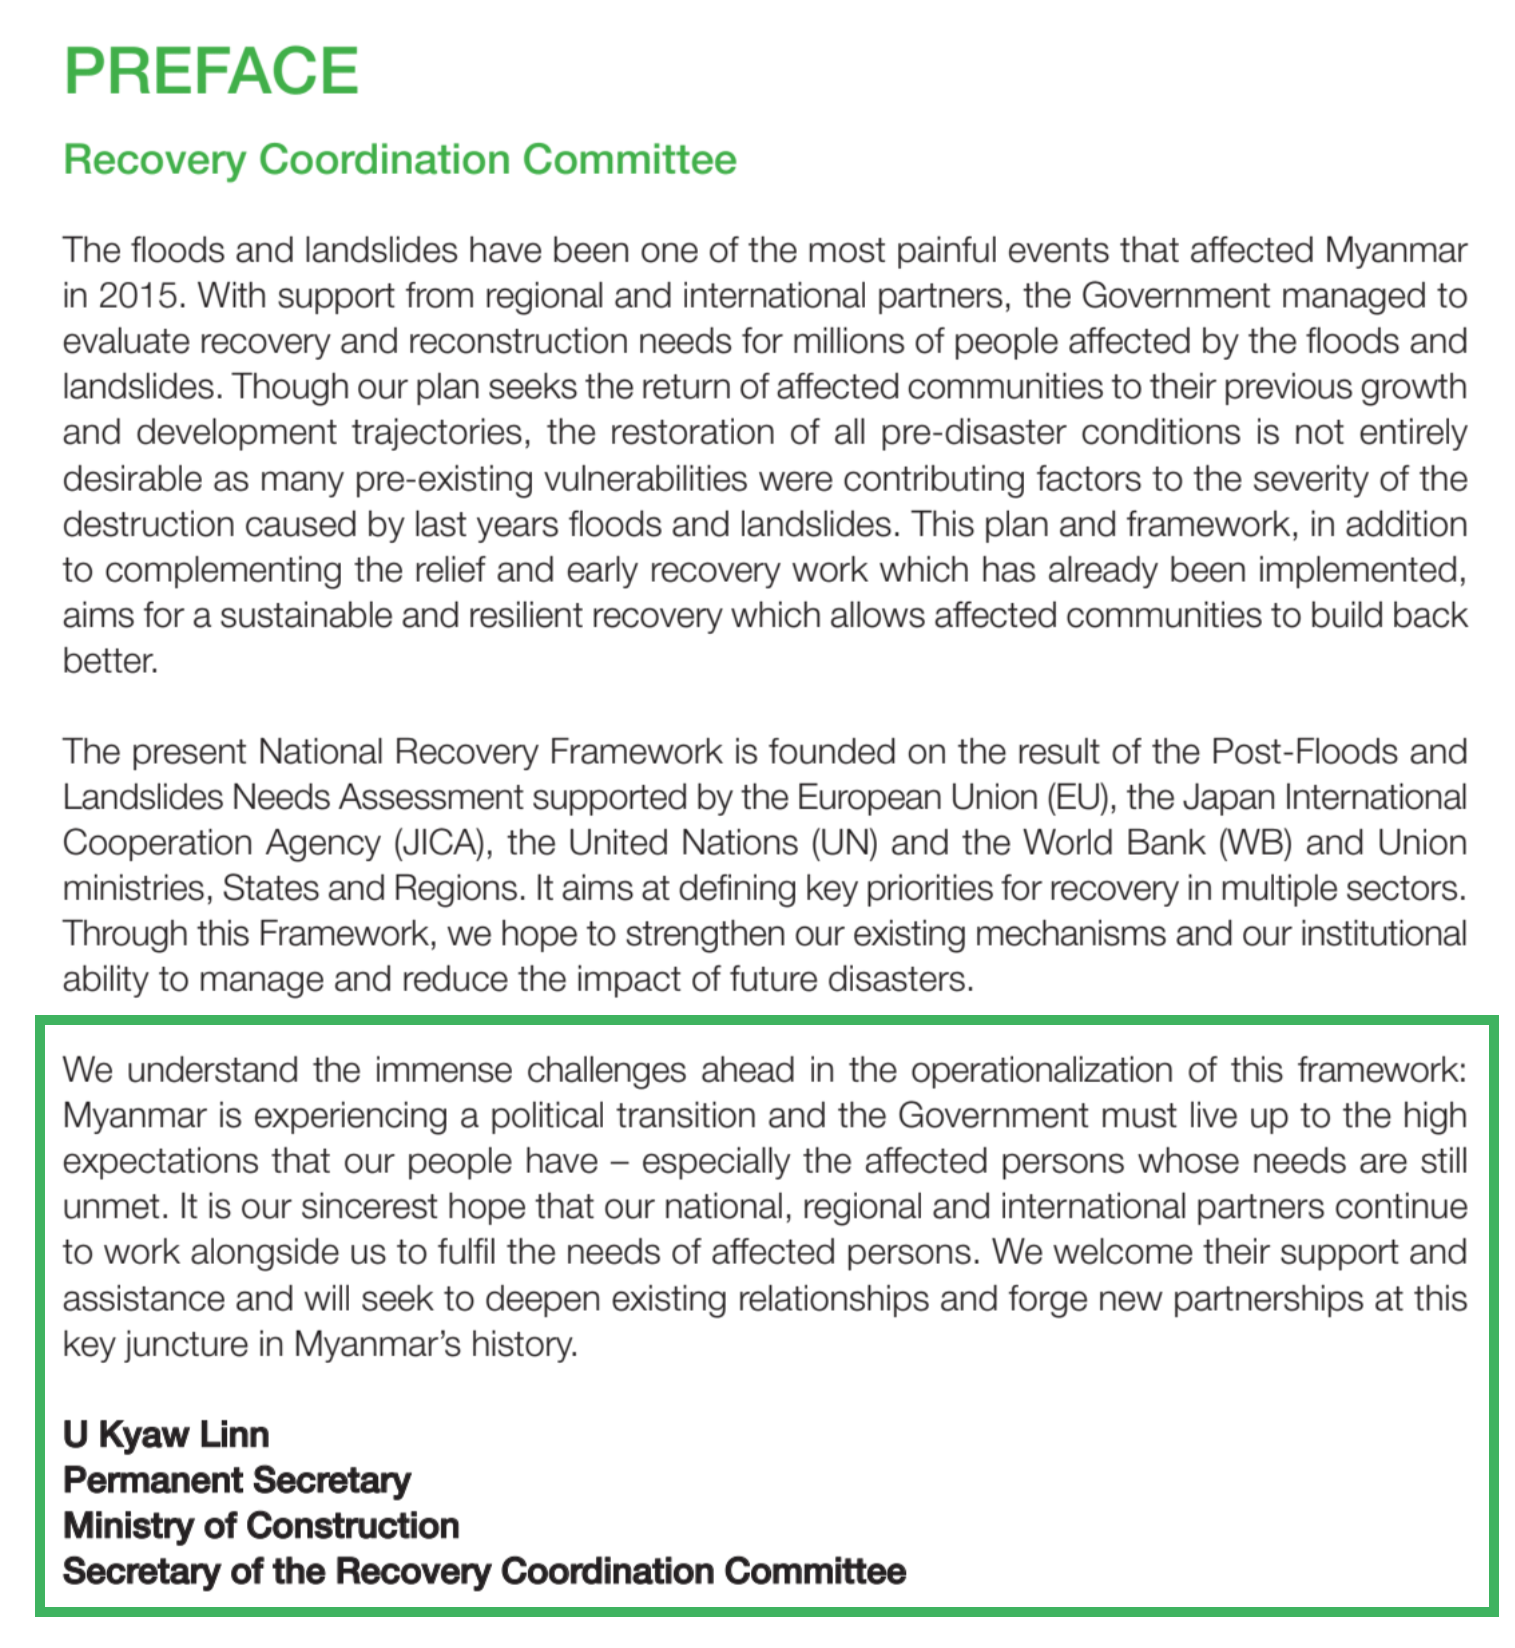 PREFACE
Recovery Coordination Committee
The floods and landslides have been one of the most painful events that affected Myanmar
in 2015. With support from regional and international partners, the Government managed to
evaluate recovery and reconstruction needs for millions of people affected by the floods and
landslides. Though our plan seeks the return of affected communities to their previous growth
and development trajectories, the restoration of all pre-disaster conditions is not entirely
desirable as many pre-existing vulnerabilities were contributing factors to the severity of the
destruction caused by last years floods and landslides. This plan and framework, in addition
to complementing the relief and early recovery work which has already been implemented,
aims for a sustainable and resilient recovery which allows affected communities to build back
better.
The present National Recovery Framework is founded on the result of the Post-Floods and
Landslides Needs Assessment supported by the European Union (EU), the Japan International
Cooperation Agency (JICA), the United Nations (UN) and the World Bank (WB) and Union
ministries, States and Regions. It aims at defining key priorities for recovery in multiple sectors.
Through this Framework, we hope to strengthen our existing mechanisms and our institutional
ability to manage and reduce the impact of future disasters.
We understand the immense challenges ahead in the operationalization of this framework:
Myanmar is experiencing a political transition and the Government must live up to the high
expectations that our people have – especially the affected persons whose needs are still
unmet. It is our sincerest hope that our national, regional and international partners continue
to work alongside us to fulfil the needs of affected persons. We welcome their support and
assistance and will seek to deepen existing relationships and forge new partnerships at this
key juncture in Myanmar’s history.
U Kyaw Linn
Permanent Secretary
Ministry of Construction
Secretary of the Recovery Coordination Committee